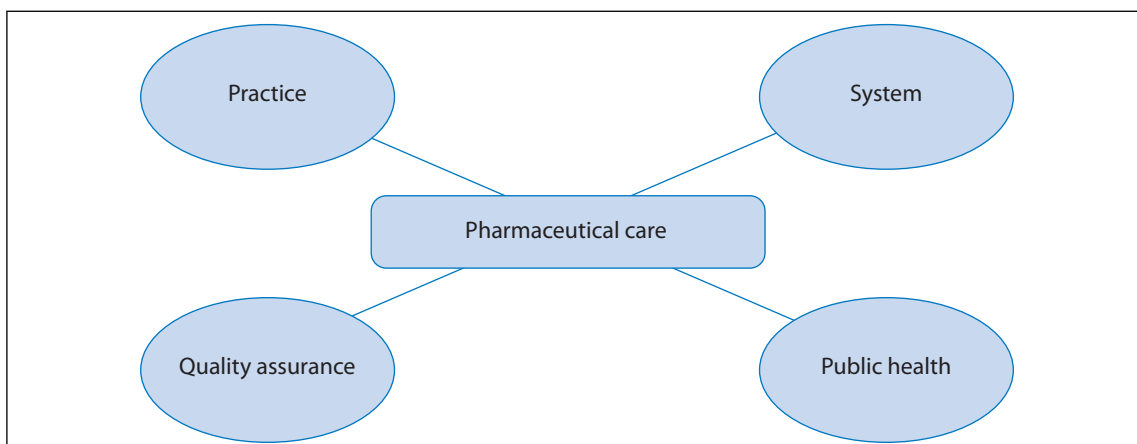 Practice
System
Pharmaceutical care
Quality assurance
Public health